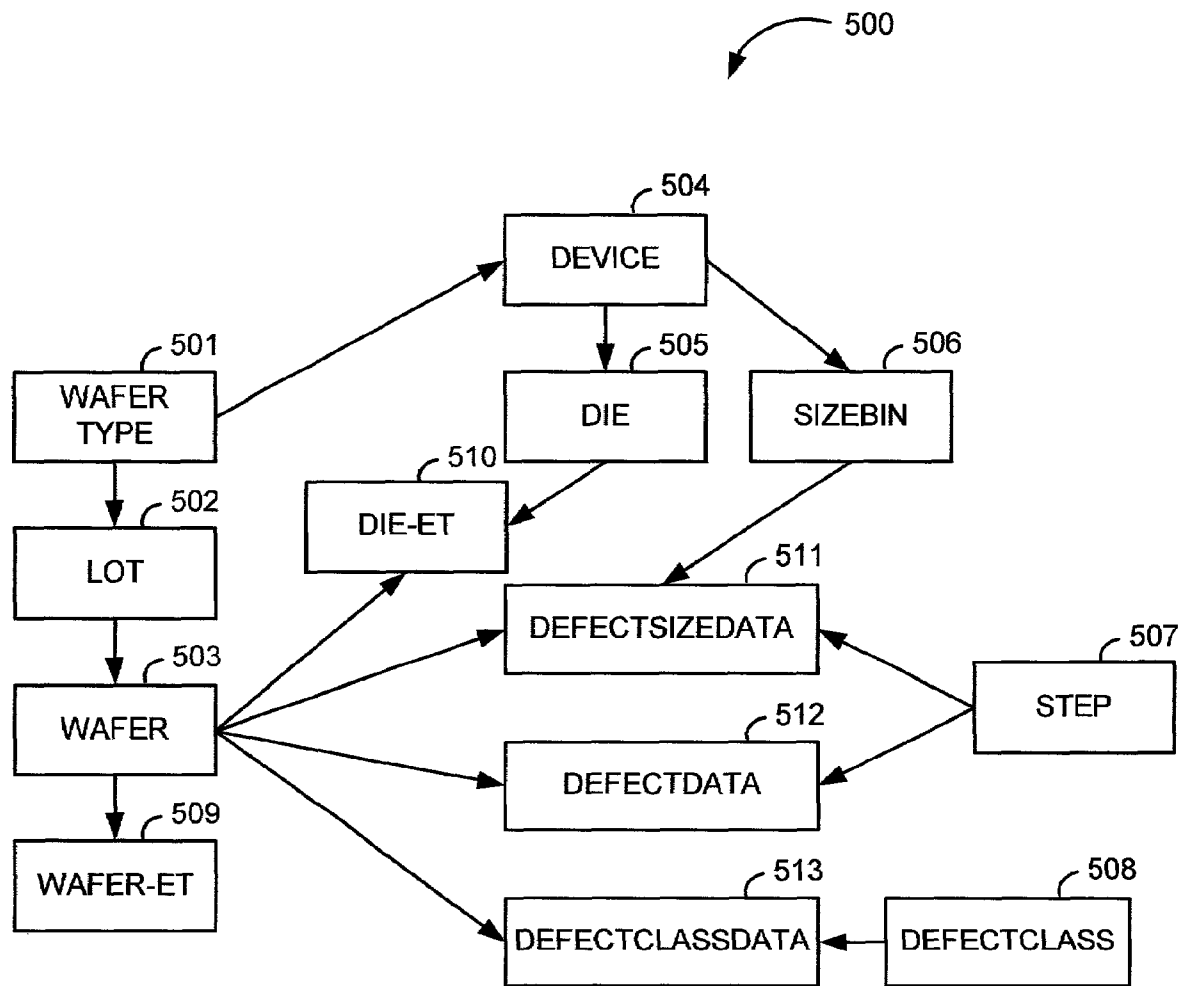 500
504
DEVICE
501
WAFER
TYPE
505
DIE
506
SIZEBIN
510
DIE-ET
502
LOT
511
DEFECTSIZEDATA
507
STEP
503
WAFER
512
DEFECTDATA
509
WAFER-ET
513
DEFECTCLASSDATA
508
DEFECTCLASS